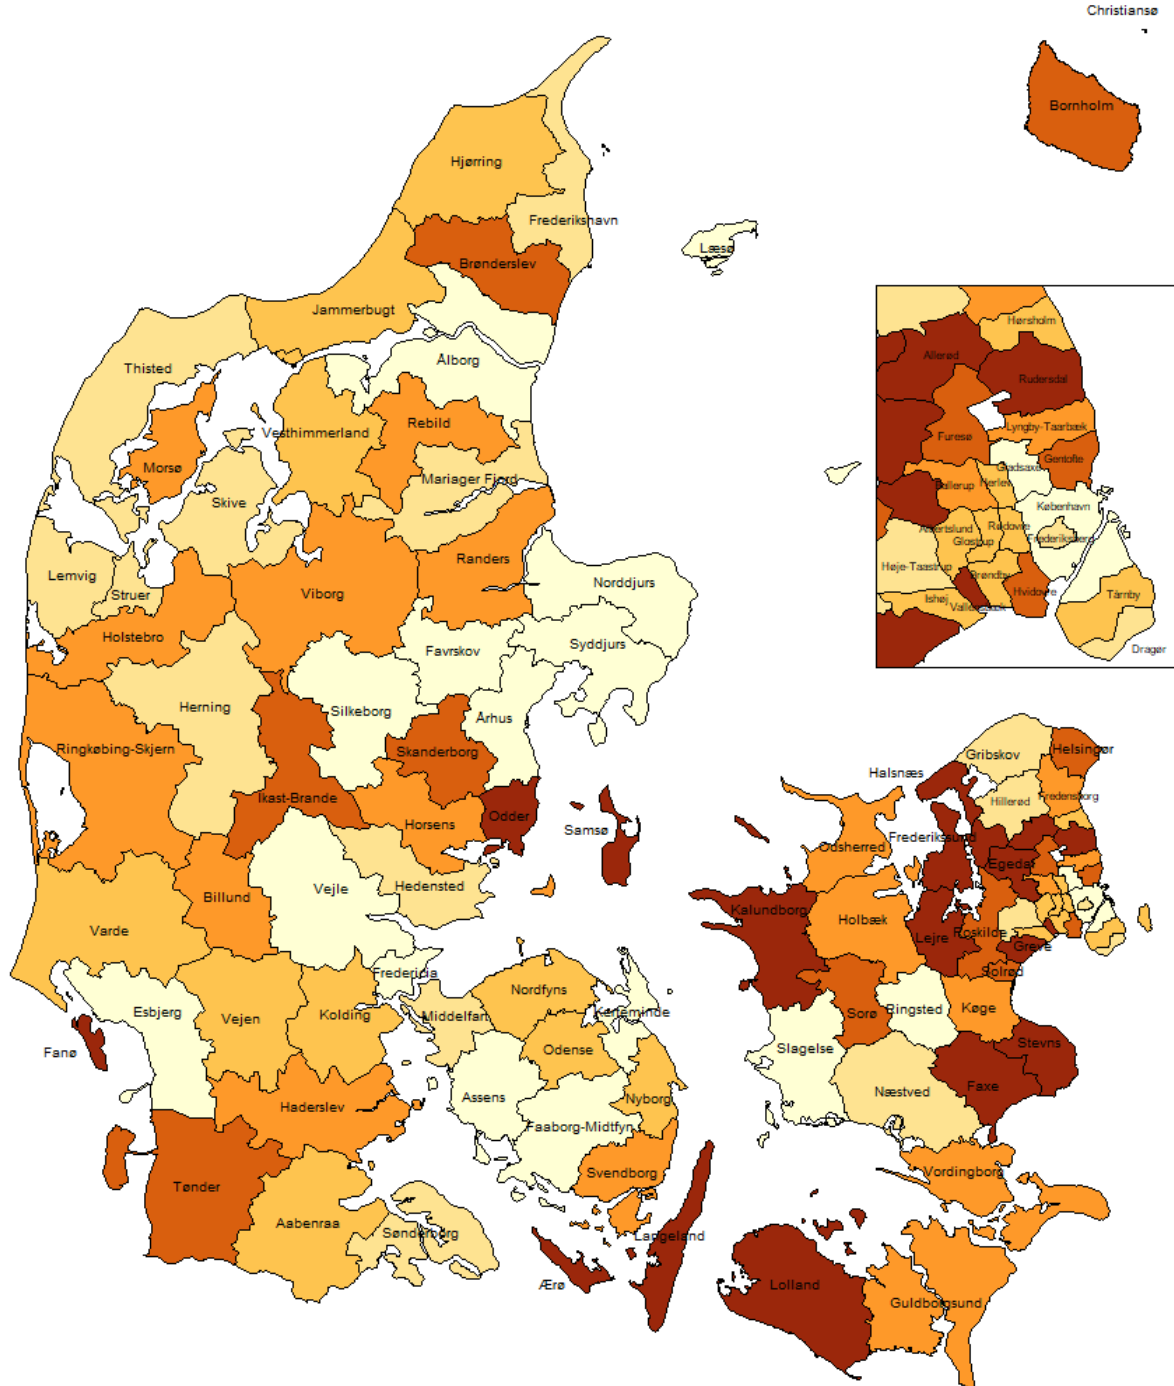 Christiansø
Bornholm
Hjørring
Frederikshavn
Læsø
Brønderslev
Jammerbugt
Hørsholm
Ålborg
Allerød
Thisted
Rudersdal
Rebild
Vesthimmerland
Lyngby-Taarbæk
Furesø
Morsø
Gentofte
Gladsaxe
Mariager Fjord
Skive
Ballerup
Herlev
København
Albertslund
Rødovre
Glostrup
Frederiksberg
Randers
Høje-Taastrup
Lemvig
Brøndby
Norddjurs
Struer
Viborg
Hvidovre
Tårnby
Ishøj
Vallensbæk
Holstebro
Syddjurs
Favrskov
Dragør
Herning
Silkeborg
Århus
Ringkøbing-Skjern
Skanderborg
Helsingør
Gribskov
Halsnæs
Ikast-Brande
Hillerød
Fredensborg
Odder
Horsens
Samsø
Frederikssund
Odsherred
Egedal
Hedensted
Vejle
Billund
Kalundborg
Holbæk
Varde
Lejre
Roskilde
Greve
Fredericia
Solrød
Nordfyns
Esbjerg
Kolding
Middelfart
Kerteminde
Sorø
Ringsted
Køge
Vejen
Stevns
Fanø
Odense
Slagelse
Faxe
Næstved
Assens
Nyborg
Haderslev
Faaborg-Midtfyn
Svendborg
Vordingborg
Tønder
Aabenraa
Sønderborg
Langeland
Ærø
Lolland
Guldborgsund